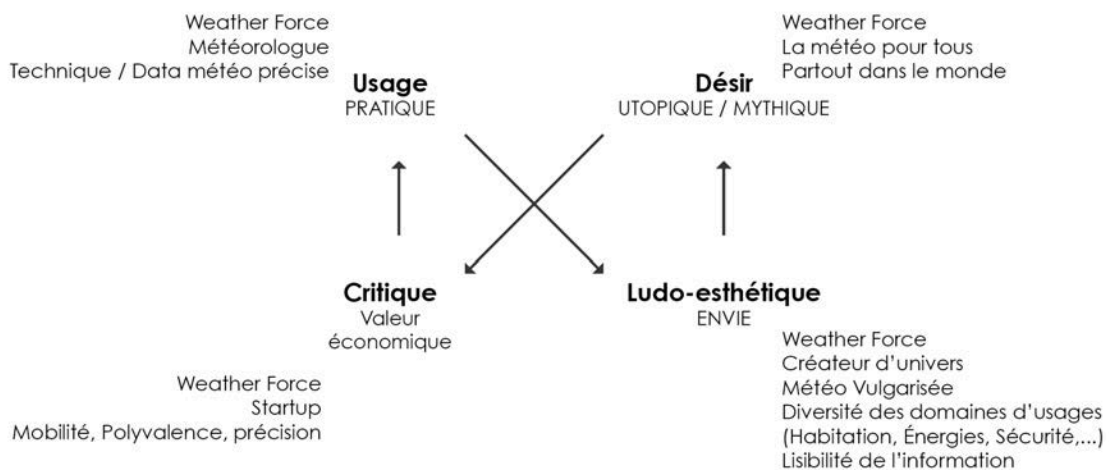 Weather Force
Météorologue
Technique / Data météo précise
Usage
PRATIQUE
Weather Force
La météo pour tous
Partout dans le monde
Désir
UTOPIQUE / MYTHIQUE
Critique
Valeur
économique
Weather Force
Startup
Mobilité, Polyvalence, précision
Ludo-esthétique
ENVIE
Weather Force
Créateur d’univers
Météo Vulgarisée
Diversité des domaines d’usages
(Habitation, Énergies, Sécurité,...)
Lisibilité de l’information